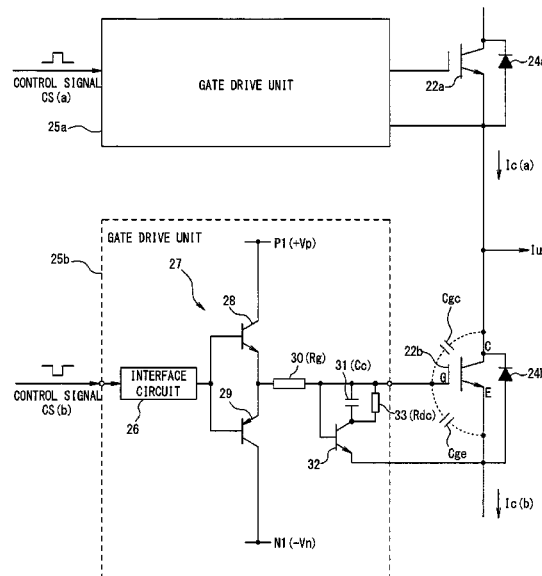 24a
22a
CONTROL SIGNAL
CS(a)
GATE DRIVE UNIT
25a
Ic(a)
GATE DRIVE UNIT
P1(+Vp)
25b
27
Iu
28
Cgc
C
30(Rg)
31(Cc)
22b
G
24b
INTERFACE
CIRCUIT
29
E
CONTROL SIGNAL
CS(b)
26
33(Rdc)
32
Cge
Ic(b)
N1(-Vn)